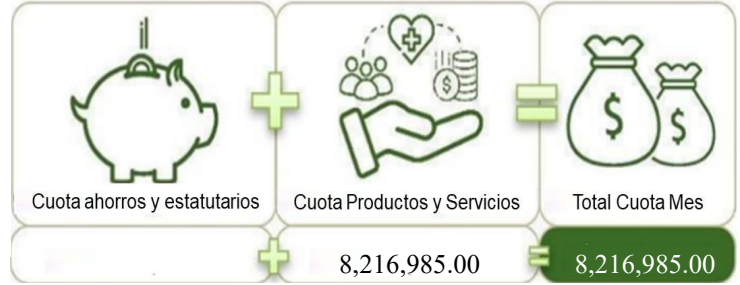 Cuota ahorros y estatutarios
Cuota Productos y Servicios
Total Cuota Mes
8,216,985.00
8,216,985.00